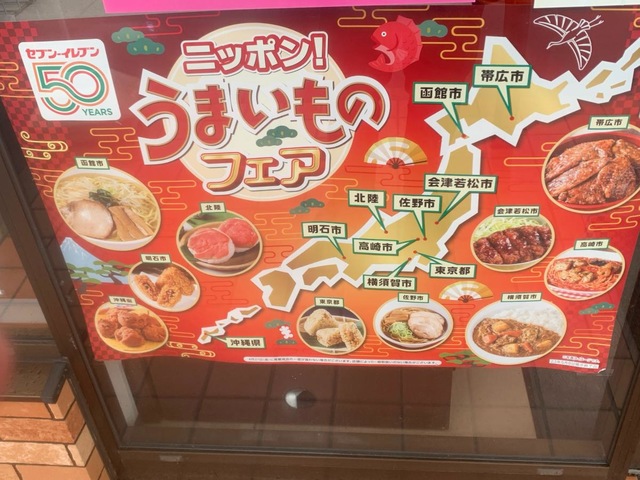 セブン-イレブン
50
YEARS
ニッポン!
うまいもの
フェア
函館市
帯広市
会津若松市
北陸
佐野市
明石市
高崎市
東京都
横須賀市
沖縄県
函館市
北陸
明石市
沖縄県
東京都
佐野市
横須賀市
会津若松市
高崎市
帯広市